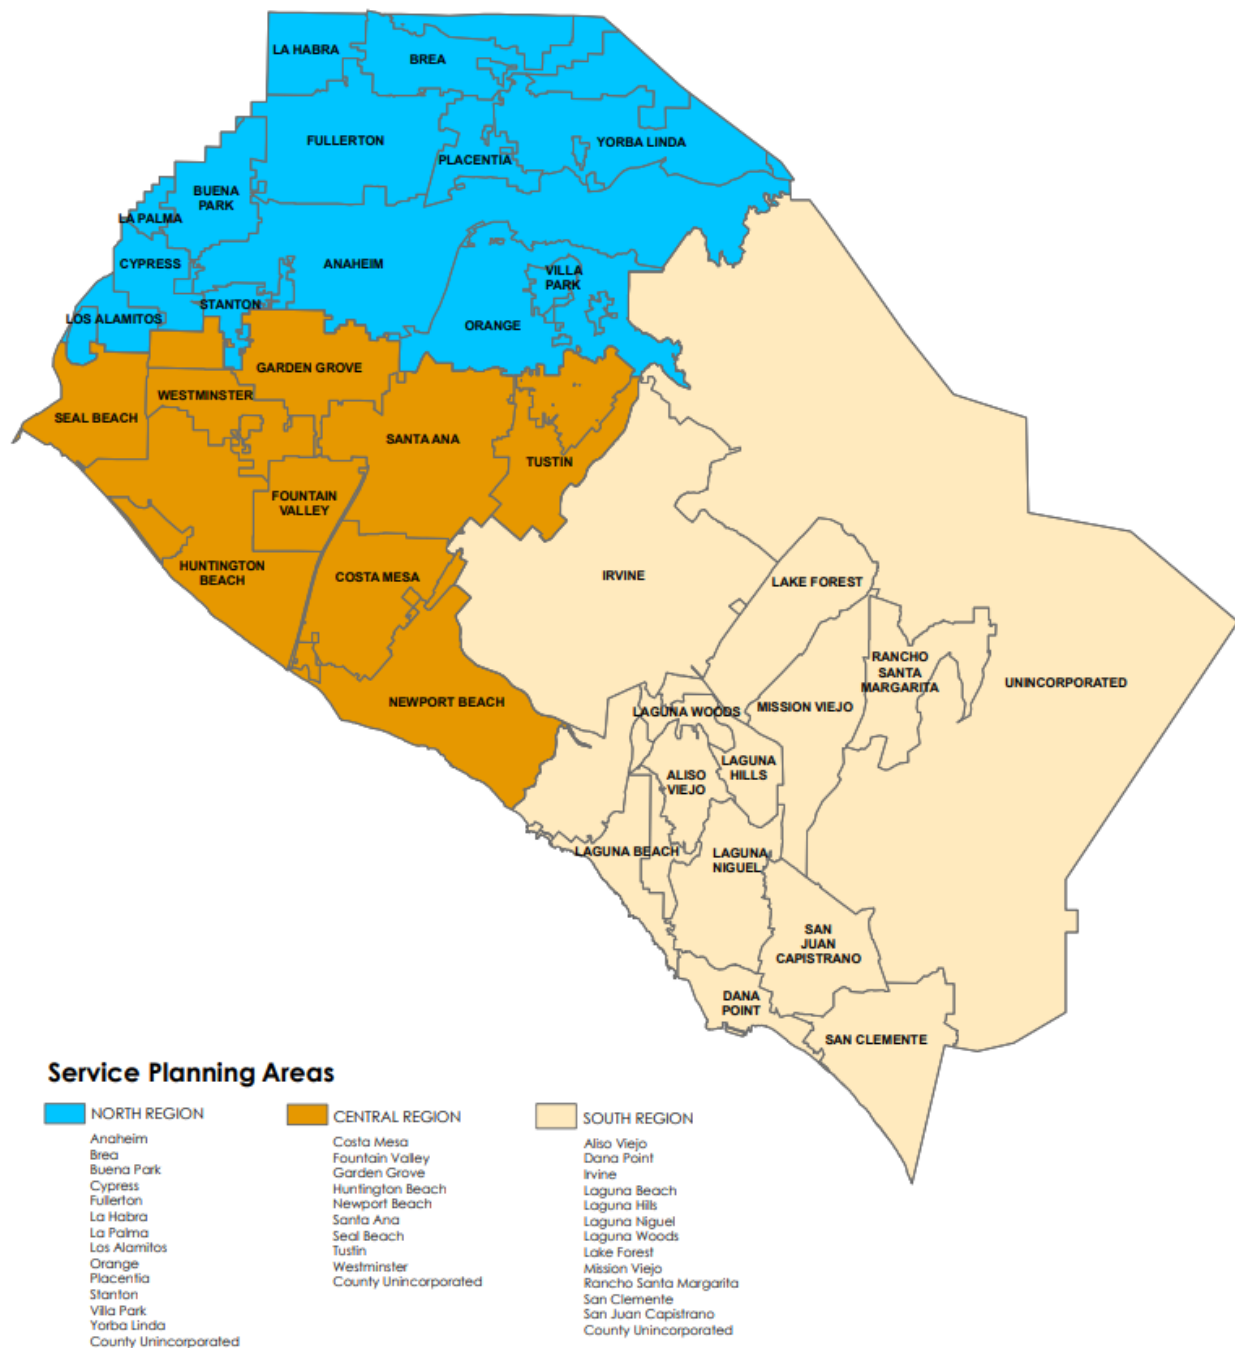 LA HABRA
BREA
FULLERTON
PLACENTIA
YORBA LINDA
BUENA
PARK
LA PALMA
CYPRESS
ANAHEIM
VILLA
PARK
STANTON
LOS ALAMITOS
ORANGE
GARDEN GROVE
WESTMINSTER
SEAL BEACH
SANTA ANA
TUSTIN
FOUNTAIN
VALLEY
HUNTINGTON
BEACH
COSTA MESA
IRVINE
LAKE FOREST
RANCHO
SANTA
MARGARITA
UNINCORPORATED
NEWPORT BEACH
LAGUNA WOODS
MISSION VIEJO
LAGUNA
HILLS
ALISO
VIEJO
LAGUNA BEACH
LAGUNA
NIGUEL
SAN
JUAN
CAPISTRANO
DANA
POINT
SAN CLEMENTE
Service Planning Areas
NORTH REGION
Anaheim
Brea
Buena Park
Cypress
Fullerton
La Habra
La Palma
Los Alamitos
Orange
Placentia
Stanton
Villa Park
Yorba Linda
County Unincorporated
CENTRAL REGION
Costa Mesa
Fountain Valley
Garden Grove
Huntington Beach
Newport Beach
Santa Ana
Seal Beach
Tustin
Westminster
County Unincorporated
SOUTH REGION
Aliso Viejo
Dana Point
Irvine
Laguna Beach
Laguna Hills
Laguna Niguel
Laguna Woods
Lake Forest
Mission Viejo
Rancho Santa Margarita
San Clemente
San Juan Capistrano
County Unincorporated